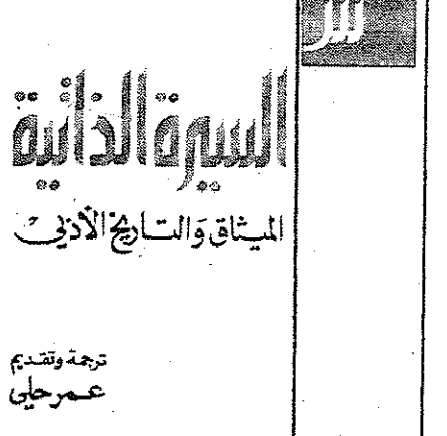 السيرة الذاتية
الميثاق والتاريخ الأدبي
ترجمة وتقديم
عمر حلي